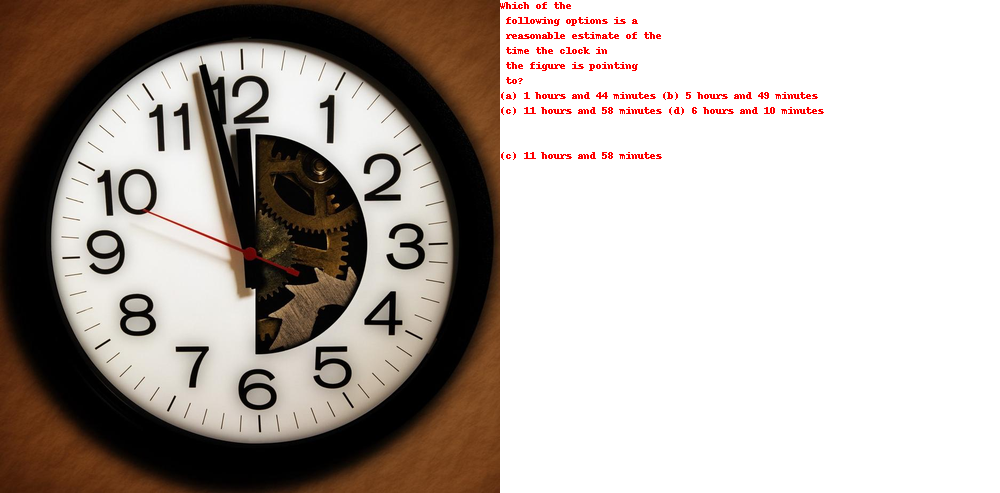 12
11
1
10
2
9
3
8
4
7
5
6
Which of the
following options is a
reasonable estimate of the
time the clock in
the figure is pointing
to?
(a) 1 hours and 44 minutes (b) 5 hours and 49 minutes
(c) 11 hours and 58 minutes (d) 6 hours and 10 minutes
(c) 11 hours and 58 minutes